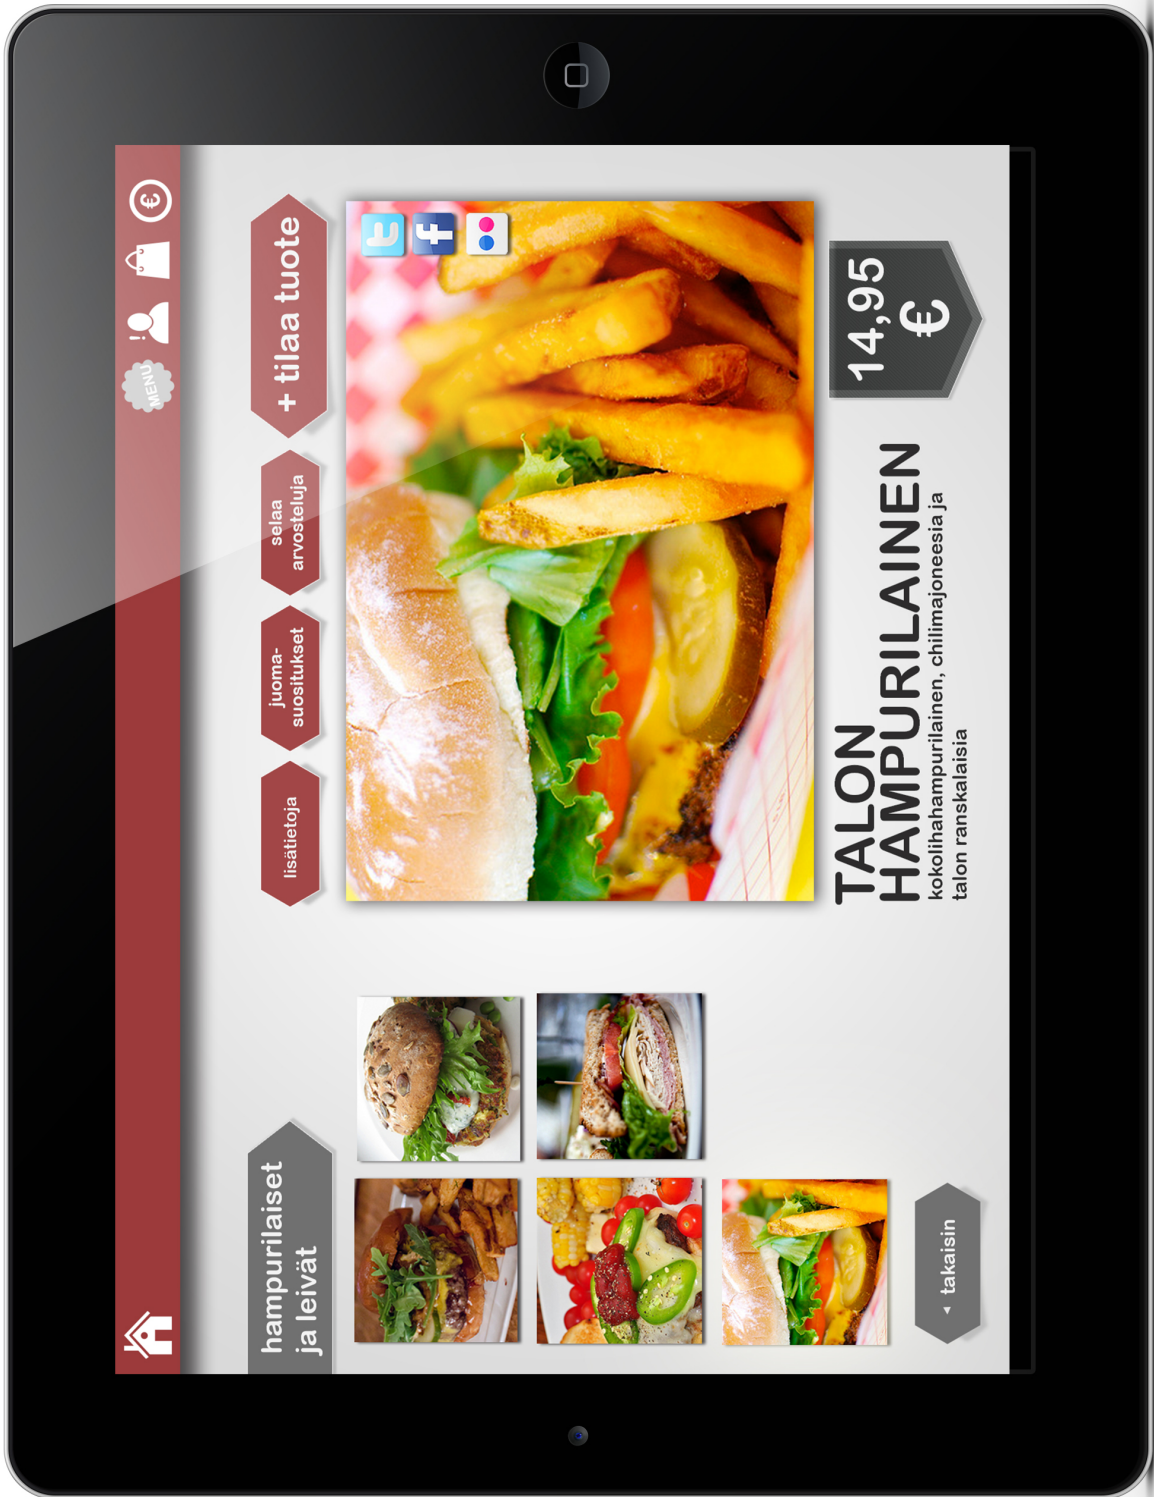 MENU
€
hampurilaiset
ja leivät
lisätietoja
juoma-
suositukset
selaa
arvosteluja
+ tilaa tuote
TALON
HAMPURILAINEN
kokolihahampurilainen, chilimajoneesia ja
talon ranskalaisia
14,95
€
takaisin